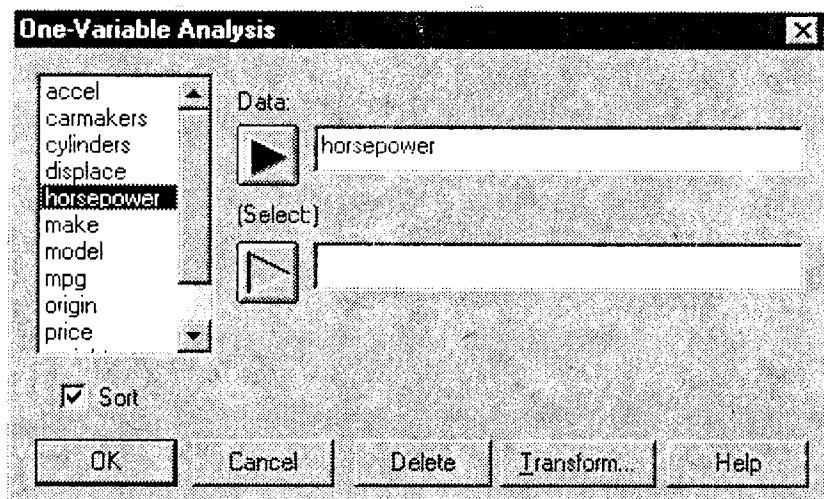 One-Variable Analysis
accel
carmakers
cylinders
displace
horsepower
make
model
mpg
origin
price
Sort
Data:
horsepower
(Select:)
OK
Cancel
Delete
Transform...
Help